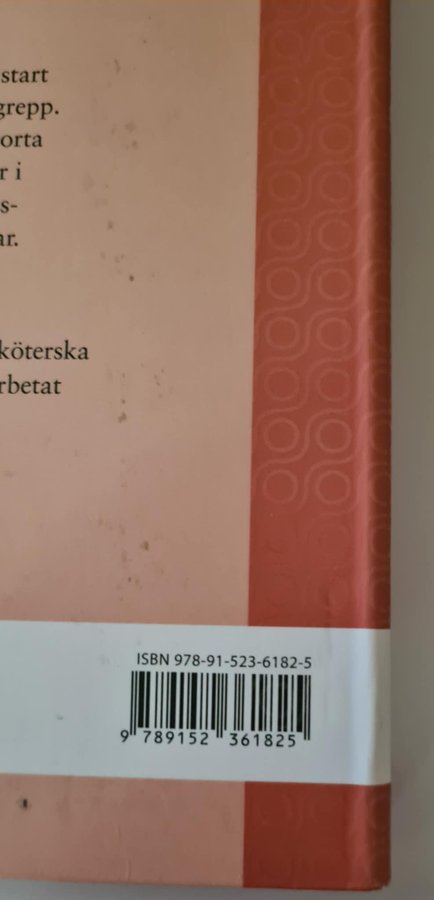 start
grepp.
orta
r i
s-
ar.
köterska
rbetat
ISBN 978-91-523-6182-5
9 789152 361825